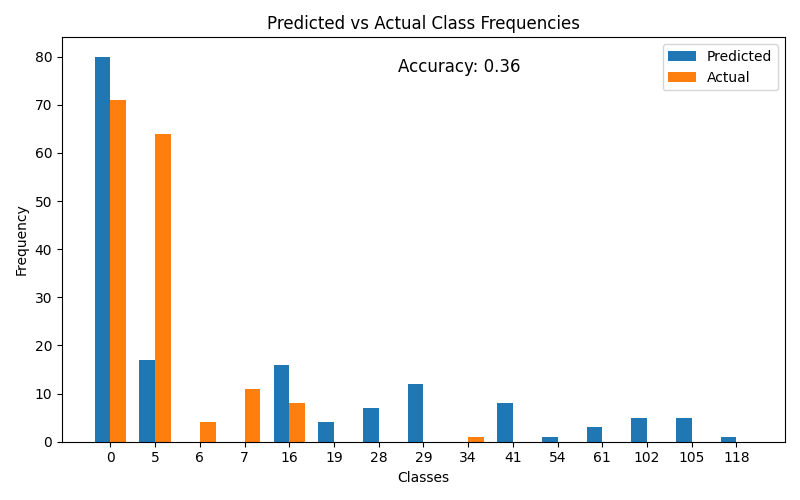 Predicted vs Actual Class Frequencies
Accuracy: 0.36
Predicted
Actual
80
70
60
50
40
30
20
10
0
Frequency
0 5 6 7 16 19 28 29 34 41 54 61 102 105 118
Classes